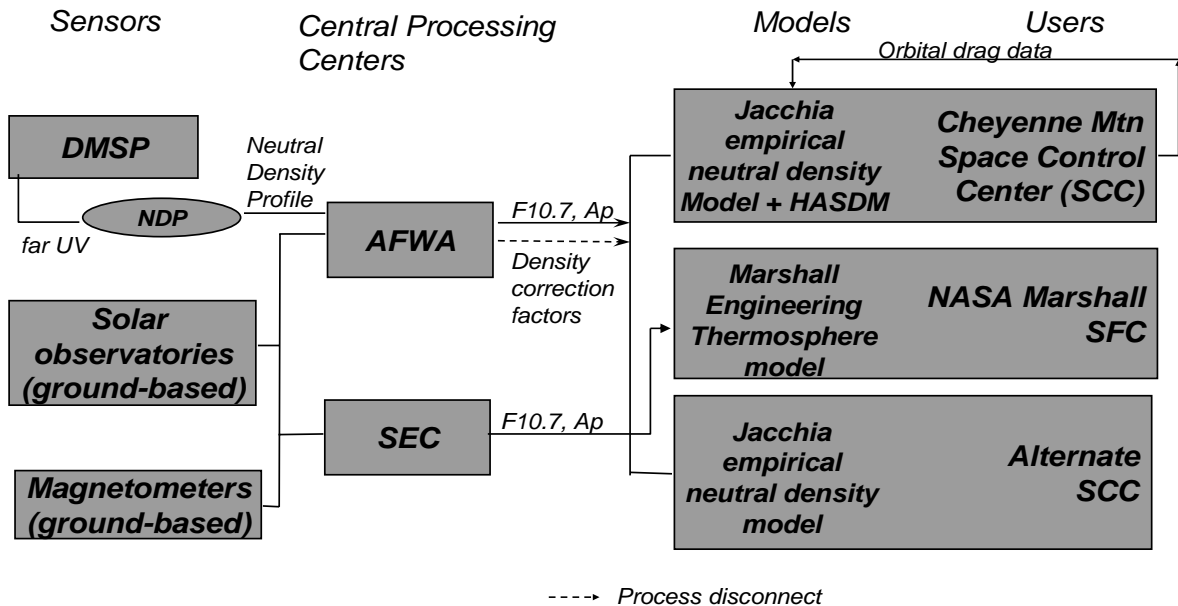 Sensors
Central Processing
Centers
Models
Users
Orbital drag data
DMSP
NDP
far UV
Neutral
Density
Profile
AFWA
F10.7, Ap
Density
correction
factors
Jacchia
empirical
neutral density
Model + HASDM
Cheyenne Mtn
Space Control
Center (SCC)
Solar
observatories
(ground-based)
Marshall
Engineering
Thermosphere
model
NASA Marshall
SFC
SEC
F10.7, Ap
Magnetometers
(ground-based)
Jacchia
empirical
neutral density
model
Alternate
SCC
Process disconnect